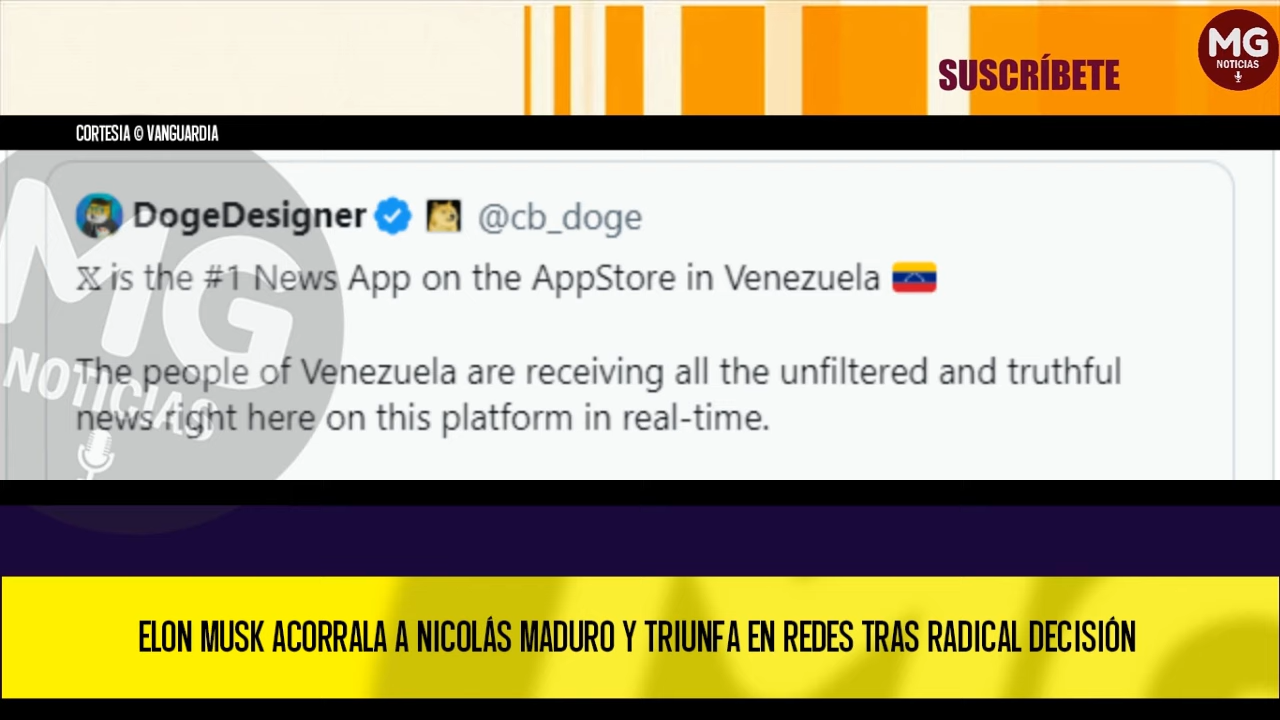 SUSCRÍBETE
MG
NOTICIAS
CORTESIA © VANGUARDIA
DogeDesigner @cb_doge
𝕏 is the #1 News App on the AppStore in Venezuela 🇻🇪
The people of Venezuela are receiving all the unfiltered and truthful
news right here on this platform in real-time.
MG
NOTICIAS
ELON MUSK ACORRALA A NICOLÁS MADURO Y TRIUNFA EN REDES TRAS RADICAL DECISIÓN